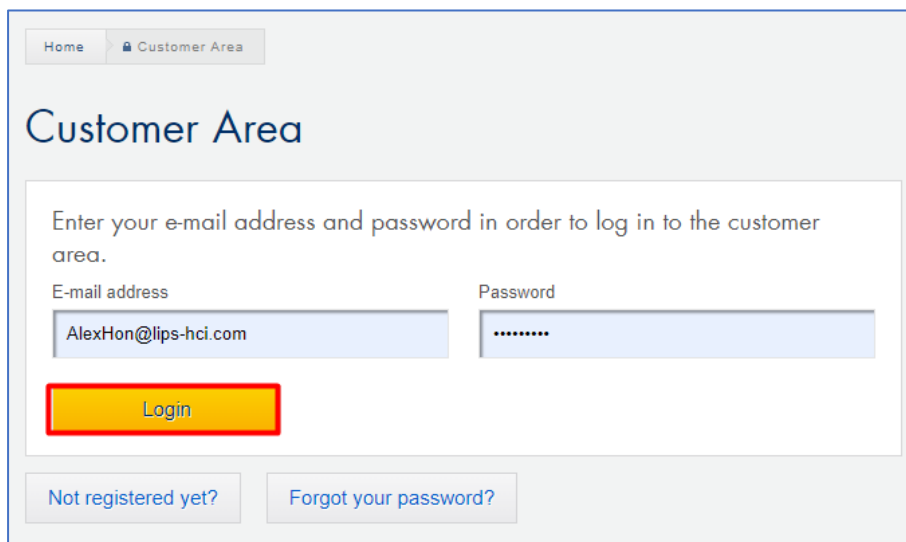 Home
Customer Area
Customer Area
Enter your e-mail address and password in order to log in to the customer
area.
E-mail address
Password
AlexHon@lips-hci.com
•••••••••
Login
Not registered yet?
Forgot your password?